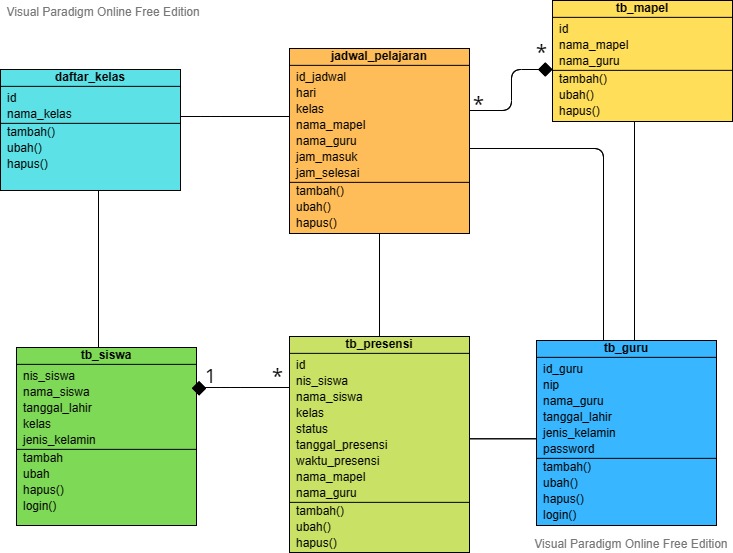 Visual Paradigm Online Free Edition
tb_mapel
id
nama_mapel
nama_guru
tambah()
ubah()
hapus()
*
*
jadwal_pelajaran
id_jadwal
hari
kelas
nama_mapel
nama_guru
jam_masuk
jam_selesai
tambah()
ubah()
hapus()
daftar_kelas
id
nama_kelas
tambah()
ubah()
hapus()
tb_siswa
nis_siswa
nama_siswa
tanggal_lahir
kelas
jenis_kelamin
tambah
ubah
hapus()
login()
1
*
tb_presensi
id
nis_siswa
nama_siswa
kelas
status
tanggal_presensi
waktu_presensi
nama_mapel
nama_guru
tambah()
ubah()
hapus()
tb_guru
id_guru
nip
nama_guru
tanggal_lahir
jenis_kelamin
password
tambah()
ubah()
hapus()
login()
Visual Paradigm Online Free Edition